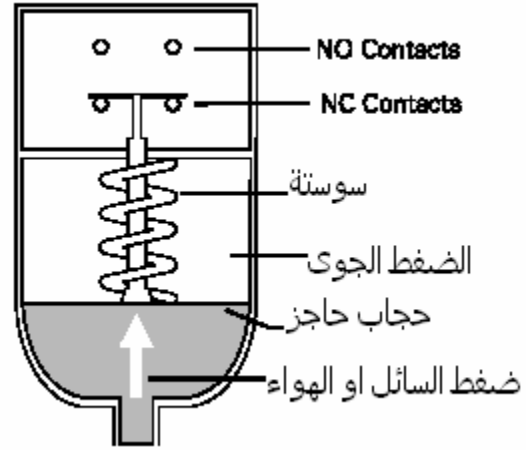 NO Contacts
NC Contacts
سوستة
الضغط الجوى
حجاب حاجز
ضغط السائل او الهواء